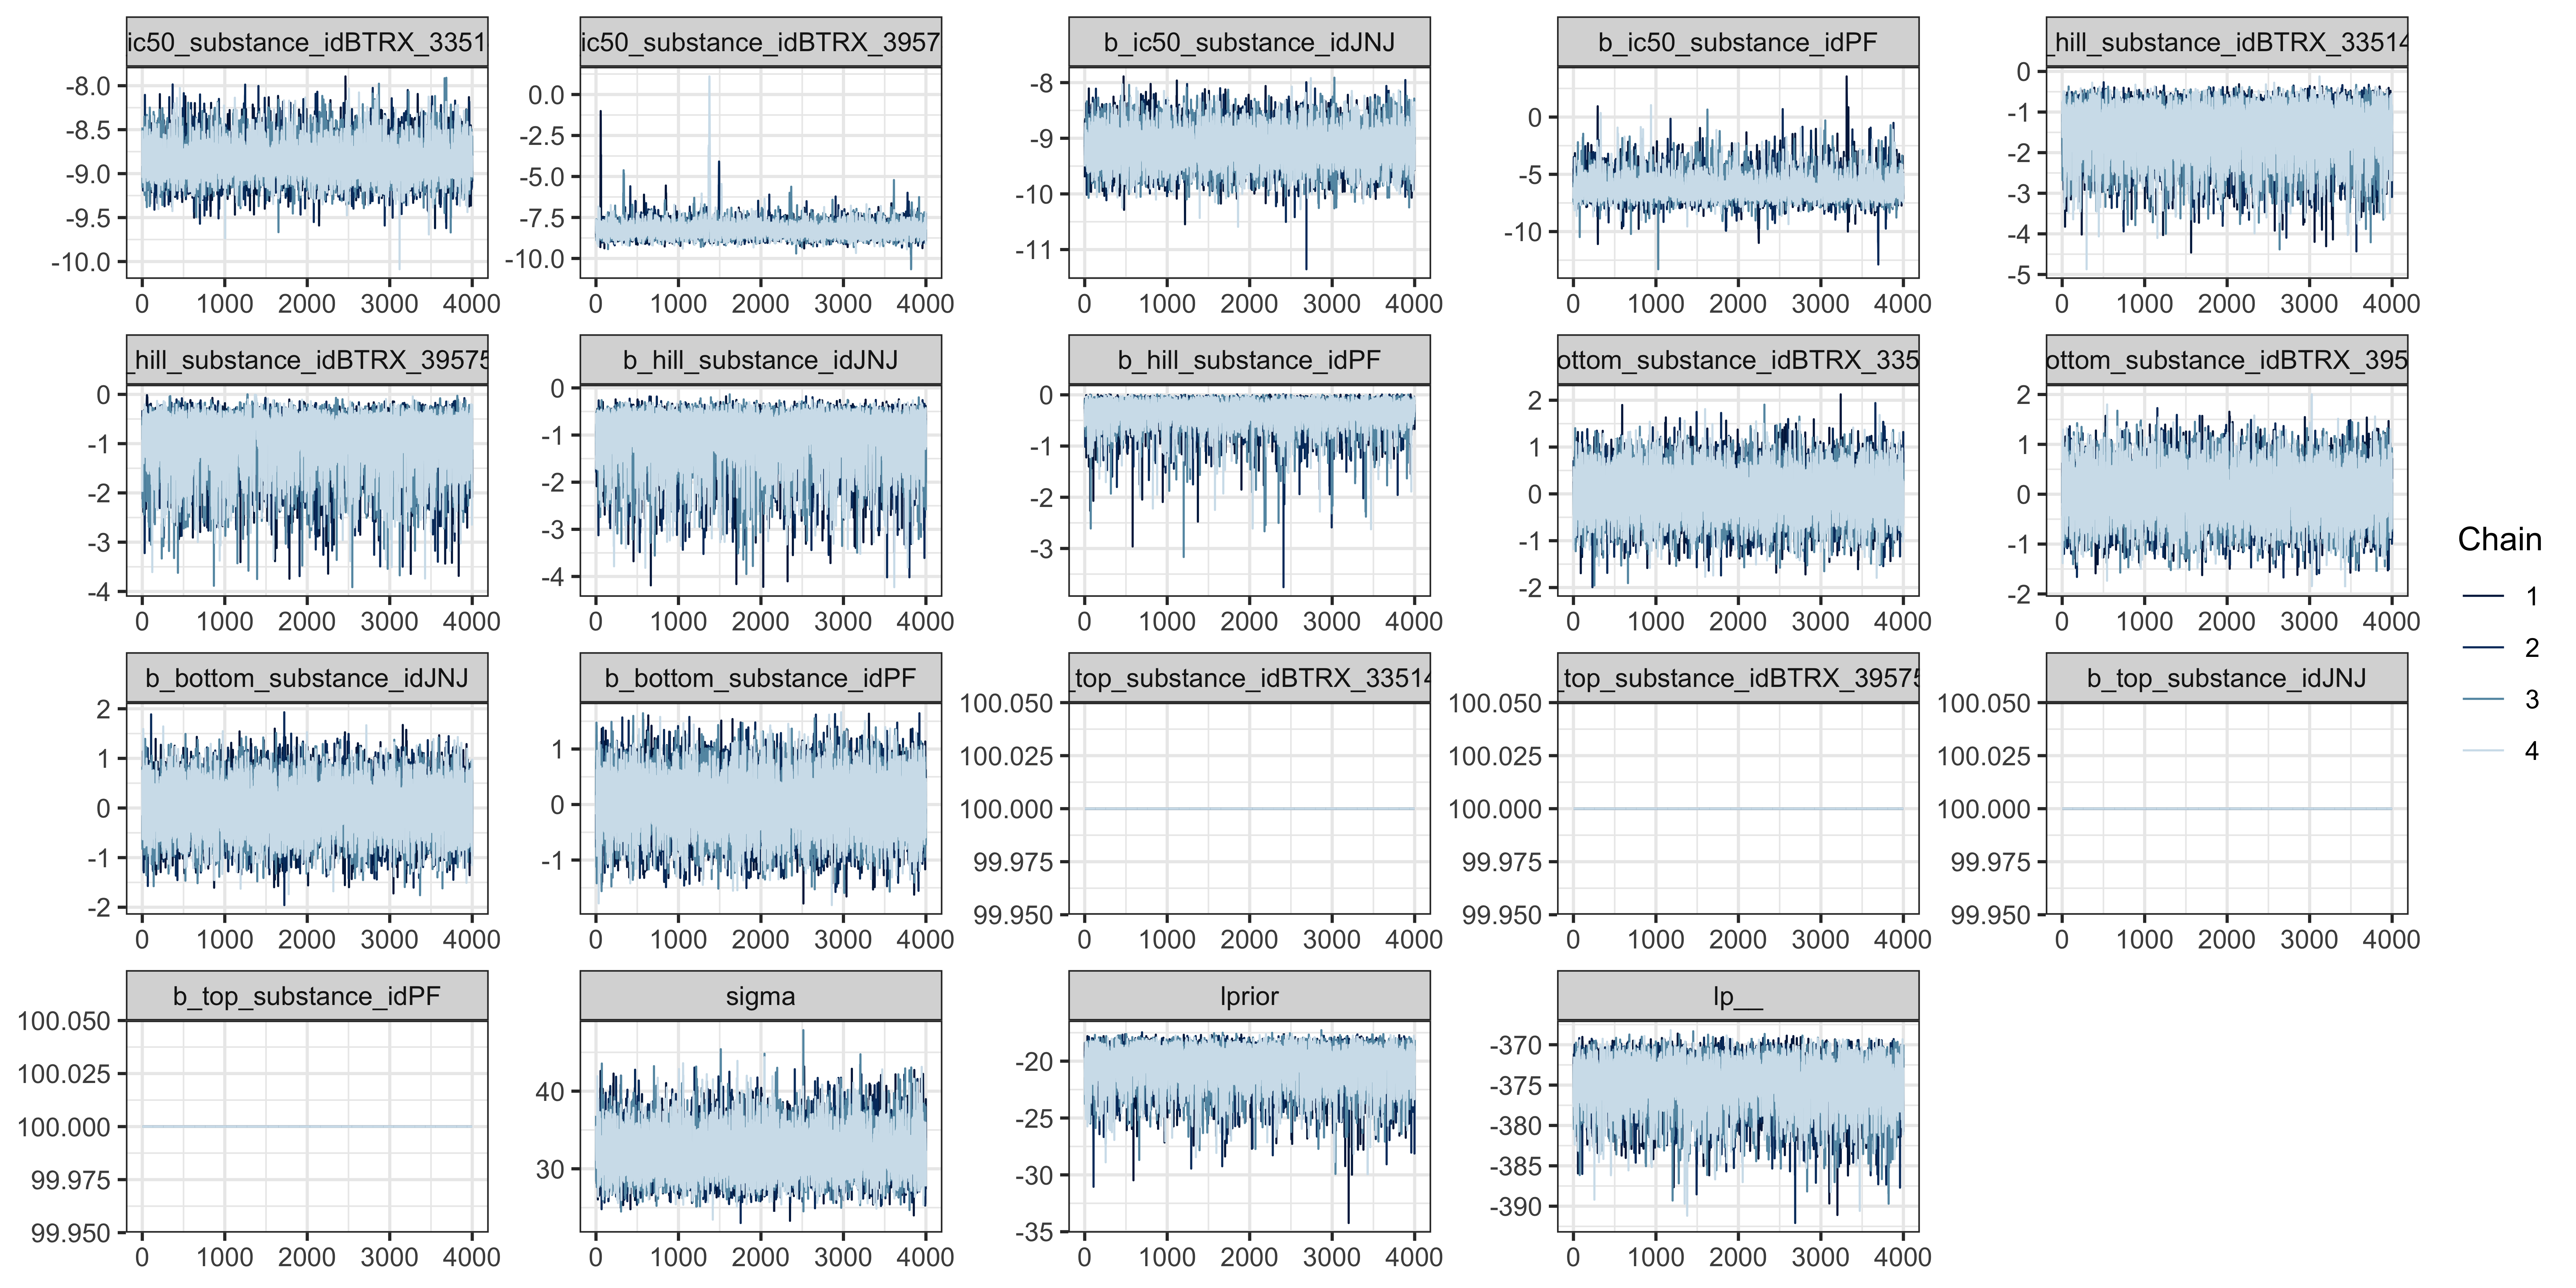 ic50_substance_idBTRX_3351
ic50_substance_idBTRX_3957
b_ic50_substance_idJNJ
b_ic50_substance_idPF
_hill_substance_idBTRX_33514
-8.0
-8.5
-9.0
-9.5
-10.0
0 1000 2000 3000 4000
0.0
-2.5
-5.0
-7.5
-10.0
0 1000 2000 3000 4000
-8
-9
-10
-11
0 1000 2000 3000 4000
0
-5
-10
0 1000 2000 3000 4000
0
-1
-2
-3
-4
-5
0 1000 2000 3000 4000
_hill_substance_idBTRX_39575
b_hill_substance_idJNJ
b_hill_substance_idPF
ottom_substance_idBTRX_335
ottom_substance_idBTRX_395
0
-1
-2
-3
-4
0 1000 2000 3000 4000
0
-1
-2
-3
-4
0 1000 2000 3000 4000
0
-1
-2
-3
0 1000 2000 3000 4000
2
1
0
-1
-2
0 1000 2000 3000 4000
2
1
0
-1
-2
0 1000 2000 3000 4000
b_bottom_substance_idJNJ
b_bottom_substance_idPF
_top_substance_idBTRX_33514
_top_substance_idBTRX_39575
b_top_substance_idJNJ
2
1
0
-1
-2
0 1000 2000 3000 4000
1
0
-1
0 1000 2000 3000 4000
100.050
100.025
100.000
99.975
99.950
0 1000 2000 3000 4000
100.050
100.025
100.000
99.975
99.950
0 1000 2000 3000 4000
100.050
100.025
100.000
99.975
99.950
0 1000 2000 3000 4000
b_top_substance_idPF
sigma
lprior
lp__
100.050
100.025
100.000
99.975
99.950
0 1000 2000 3000 4000
40
30
0 1000 2000 3000 4000
-20
-25
-30
-35
0 1000 2000 3000 4000
-370
-375
-380
-385
-390
0 1000 2000 3000 4000
Chain
1
2
3
4